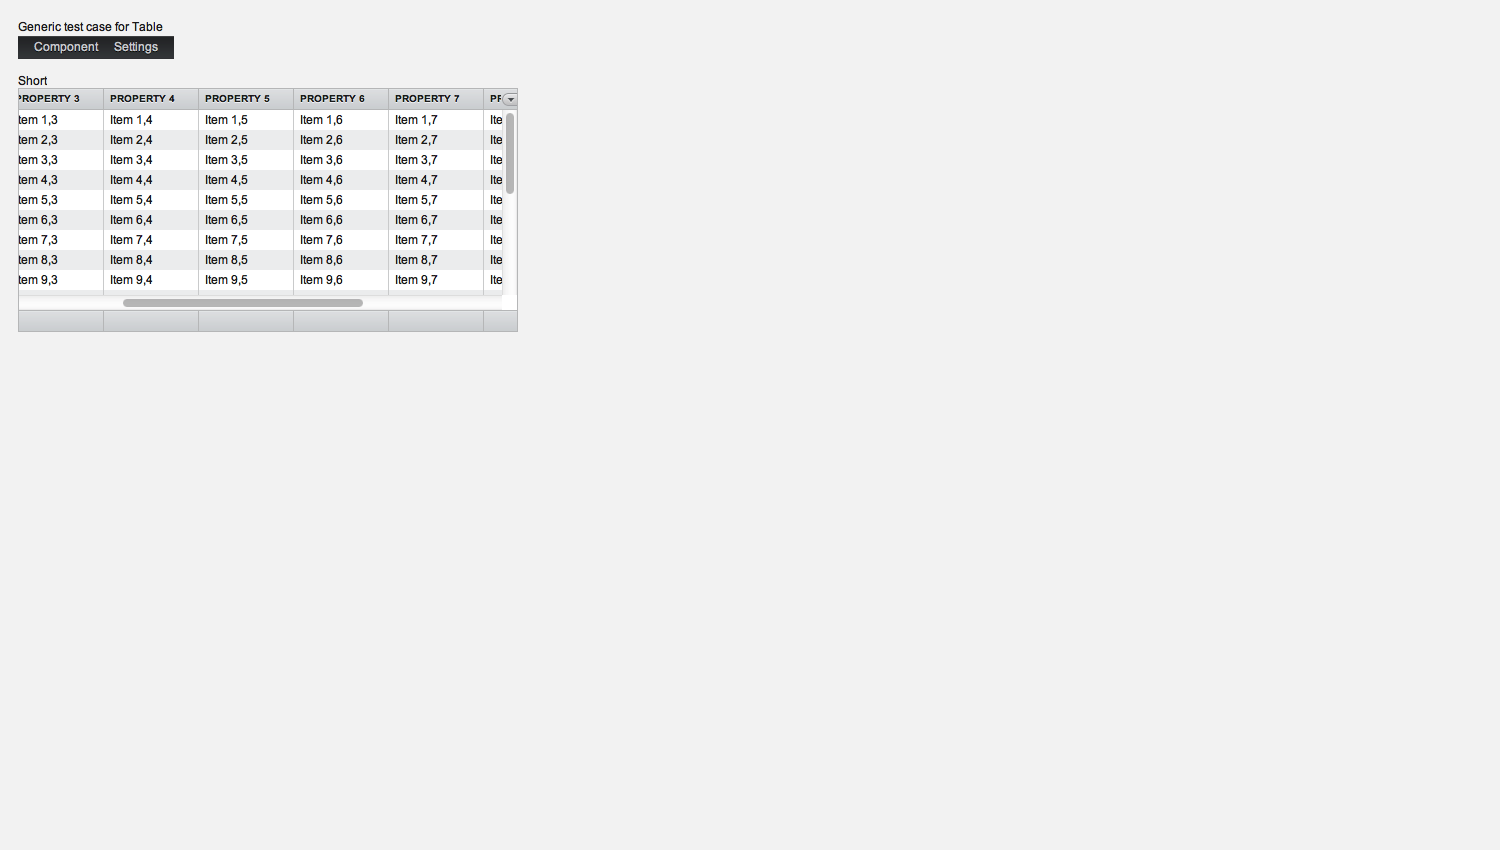 Generic test case for Table
Component Settings
Short
PROPERTY 3 PROPERTY 4 PROPERTY 5 PROPERTY 6 PROPERTY 7 PR
tem 1,3 Item 1,4 Item 1,5 Item 1,6 Item 1,7 Ite
tem 2,3 Item 2,4 Item 2,5 Item 2,6 Item 2,7 Ite
tem 3,3 Item 3,4 Item 3,5 Item 3,6 Item 3,7 Ite
tem 4,3 Item 4,4 Item 4,5 Item 4,6 Item 4,7 Ite
tem 5,3 Item 5,4 Item 5,5 Item 5,6 Item 5,7 Ite
tem 6,3 Item 6,4 Item 6,5 Item 6,6 Item 6,7 Ite
tem 7,3 Item 7,4 Item 7,5 Item 7,6 Item 7,7 Ite
tem 8,3 Item 8,4 Item 8,5 Item 8,6 Item 8,7 Ite
tem 9,3 Item 9,4 Item 9,5 Item 9,6 Item 9,7 Ite